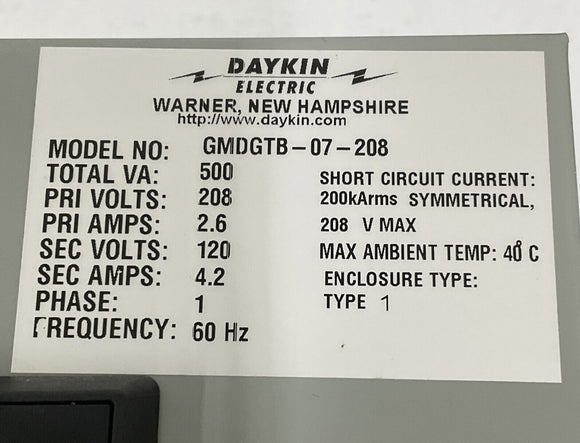 DAYKIN
ELECTRIC
WARNER, NEW HAMPSHIRE
http://www.daykin.com
MODEL NO: GMDGTB-07-208
TOTAL VA: 500
PRI VOLTS: 208
PRI AMPS: 2.6
SEC VOLTS: 120
SEC AMPS: 4.2
PHASE: 1
FREQUENCY: 60 Hz
SHORT CIRCUIT CURRENT:
200kArms SYMMETRICAL,
208 V MAX
MAX AMBIENT TEMP: 40° C
ENCLOSURE TYPE:
TYPE 1